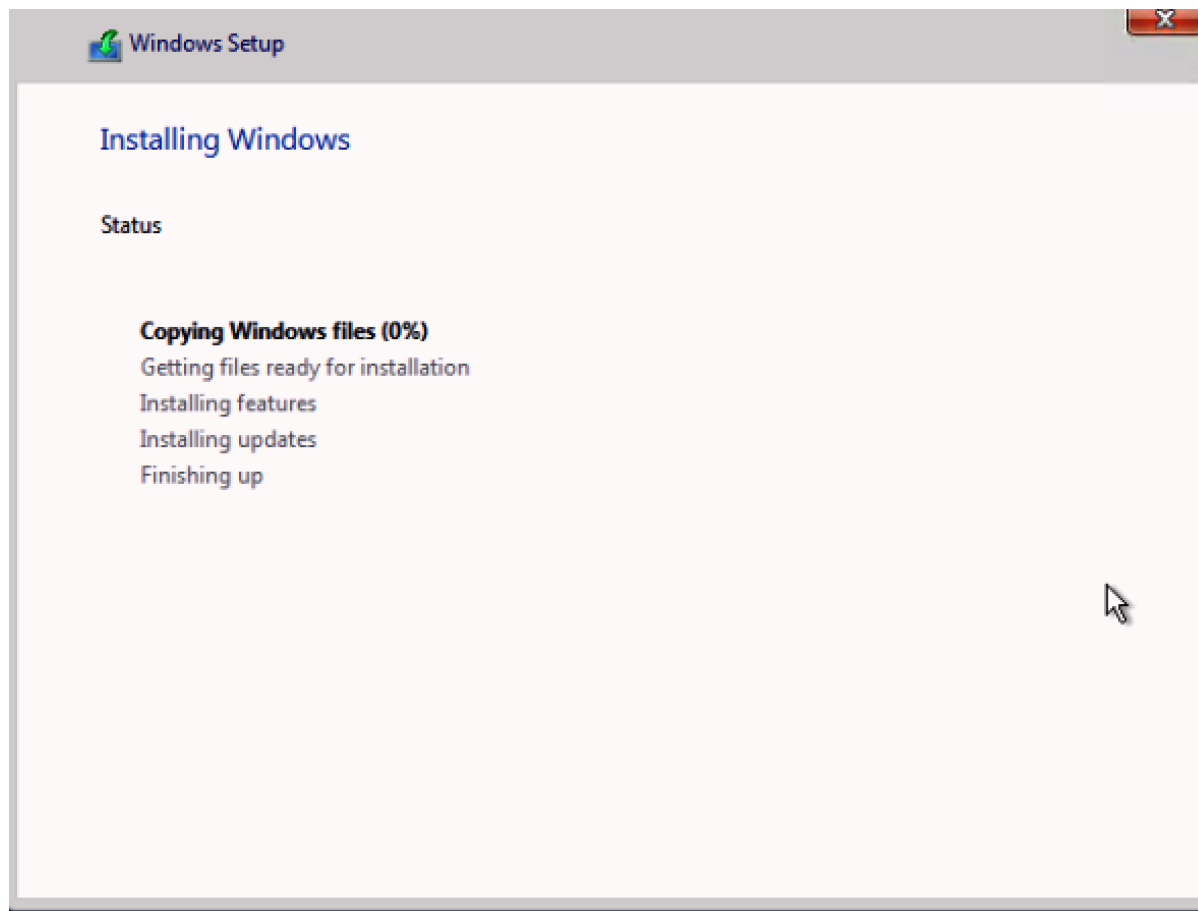 Windows Setup
Installing Windows
Status
Copying Windows files (0%)
Getting files ready for installation
Installing features
Installing updates
Finishing up